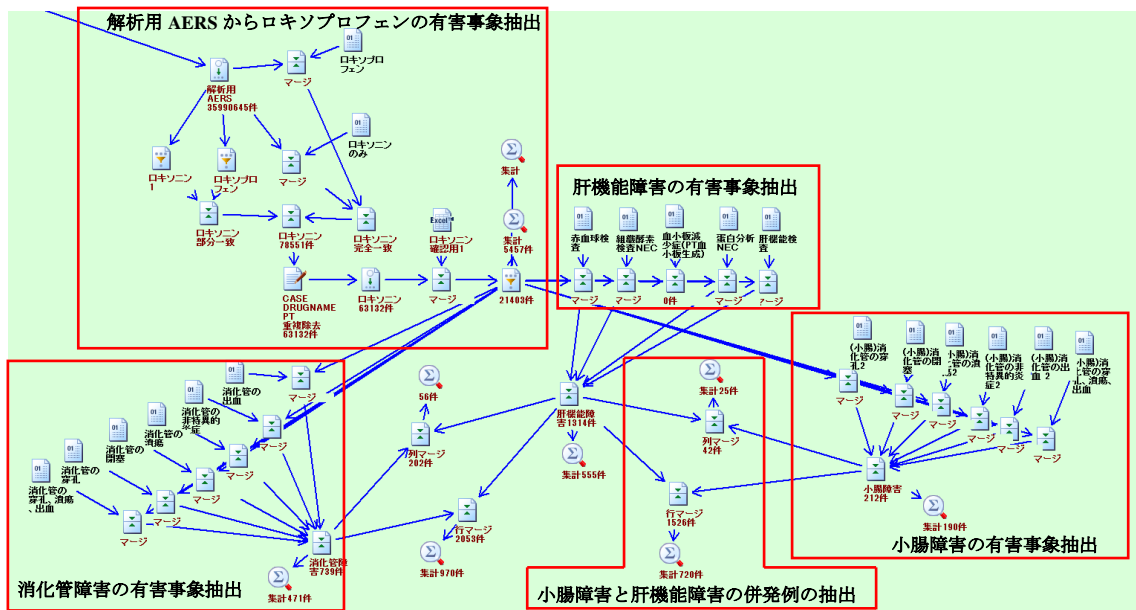 解析用 AERS からロキソプロフェンの有害事象抽出
ロキソプロ
フェン
マージ
解析用
AERS
35990645件
ロキソニン
のみ
ロキソニン
1
ロキソプロ
フェン
マージ
集計
ロキソニン
部分一致
ロキソニン
78551件
ロキソニン
完全一致
Excel
ロキソニン
確認用1
集計
5457件
CASE
DRUGNAME
PT
重複除去
63132件
ロキソニン
63132件
マージ
21403件
肝機能障害の有害事象抽出
赤血球検
査
組織酵素
検査NEC
血小板減
少症(PT血
小板生成)
蛋白分析
NEC
肝機能検
査
マージ
マージ
0件
マージ
マージ
(小腸)消
化管の穿
孔2
(小腸)消
化管の閉
塞
(小腸)消
化管の潰
瘍2
(小腸)消
化管の非
特異的炎
症2
(小腸)消
化管の出
血 2
(小腸)消
化管の穿
孔、潰瘍、
出血
マージ
マージ
マージ
マージ
マージ
マージ
小腸障害
212件
集計190件
小腸障害の有害事象抽出
消化管
の出血
消化管の
非特異的
炎症
消化管の
潰瘍
消化管の
閉塞
消化管の
穿孔
消化管の
穿孔、潰瘍
、出血
マージ
マージ
マージ
マージ
マージ
マージ
消化管障
害739件
集計471件
消化管障害の有害事象抽出
56件
列マージ
202件
肝機能障
害1314件
集計555件
行マージ
2053件
集計970件
集計25件
列マージ
42件
行マージ
1526件
集計720件
小腸障害と肝機能障害の併発例の抽出